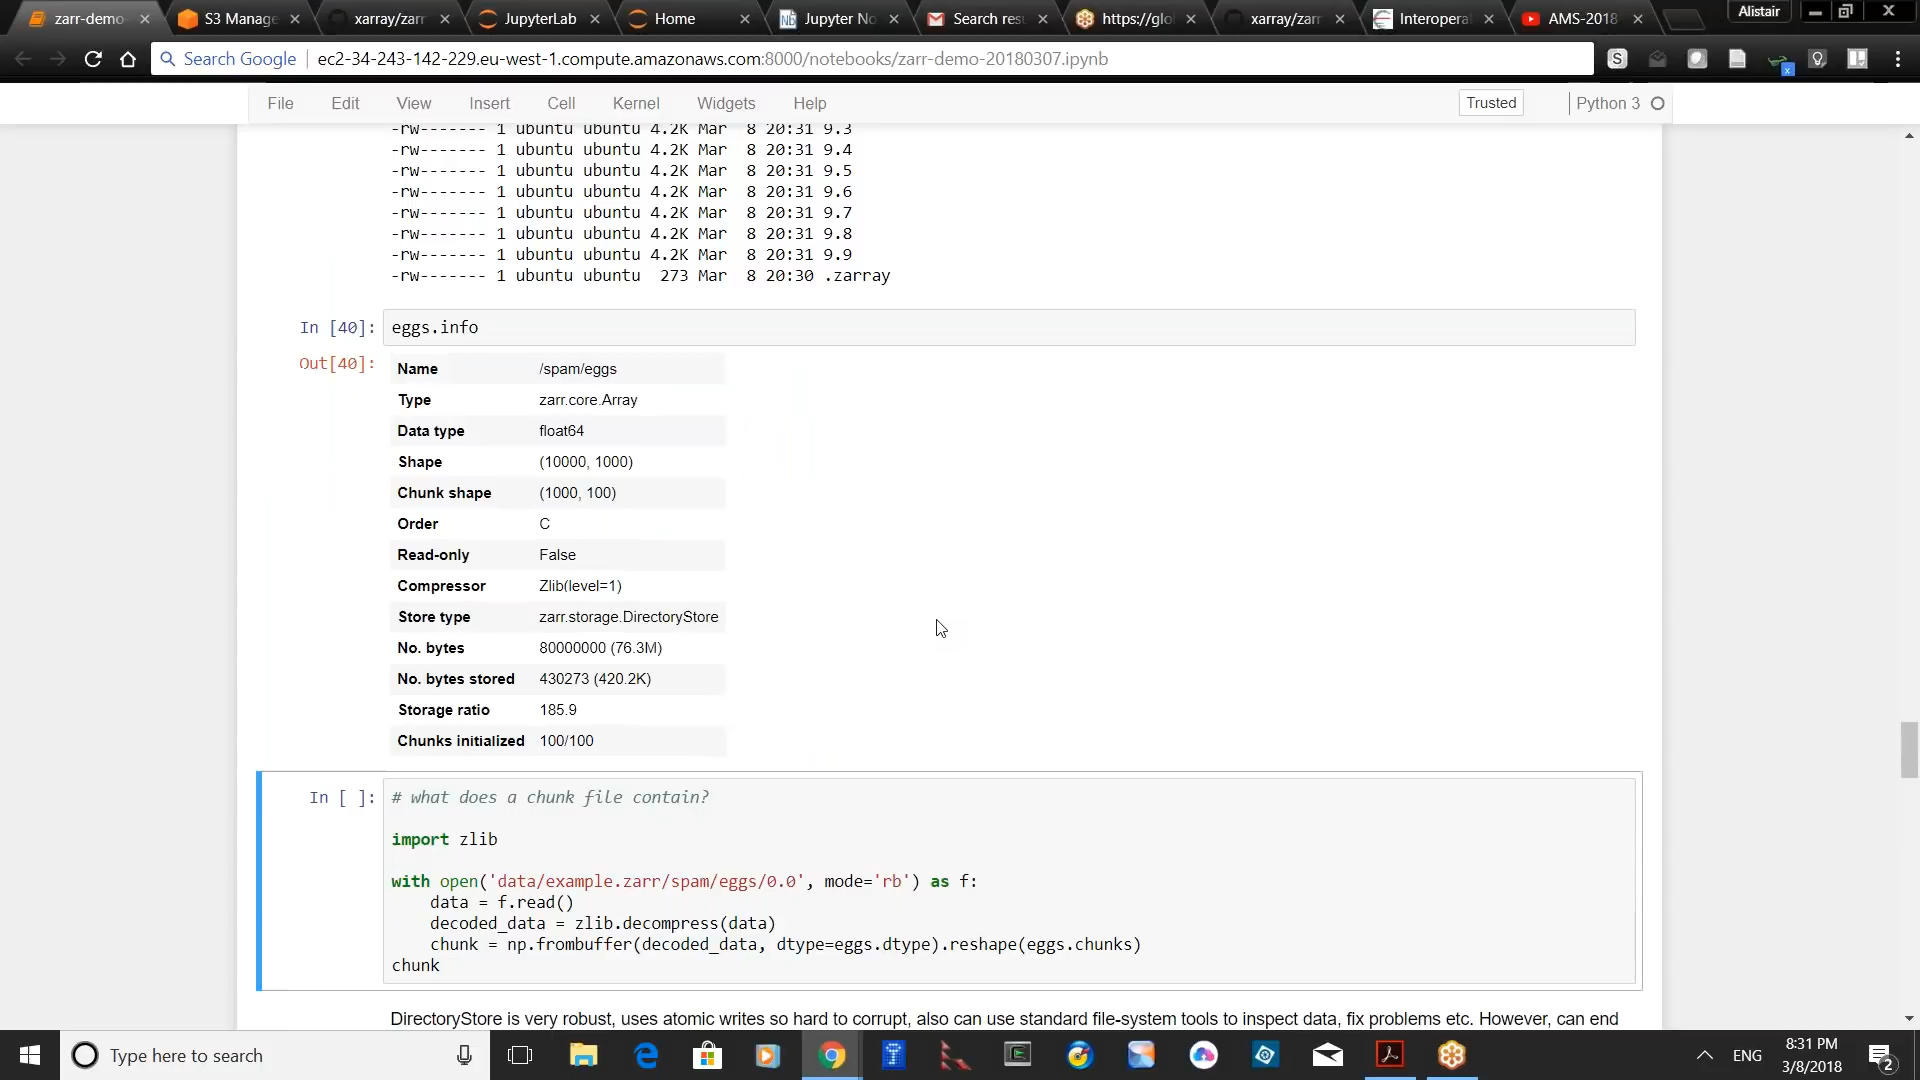 zarr-demo-
S3 Manage
xarray/zarr
JupyterLab
Home
Jupyter No
Search res
https://glo
xarray/zarr
Interopera
AMS-2018
Alistair
Search Google
ec2-34-243-142-229.eu-west-1.compute.amazonaws.com:8000/notebooks/zarr-demo-20180307.ipynb
File Edit View Insert Cell Kernel Widgets Help Trusted Python 3
-rw------- 1 ubuntu ubuntu 4.2K Mar  8 20:31 9.3
-rw------- 1 ubuntu ubuntu 4.2K Mar  8 20:31 9.4
-rw------- 1 ubuntu ubuntu 4.2K Mar  8 20:31 9.5
-rw------- 1 ubuntu ubuntu 4.2K Mar  8 20:31 9.6
-rw------- 1 ubuntu ubuntu 4.2K Mar  8 20:31 9.7
-rw------- 1 ubuntu ubuntu 4.2K Mar  8 20:31 9.8
-rw------- 1 ubuntu ubuntu 4.2K Mar  8 20:31 9.9
-rw------- 1 ubuntu ubuntu  273 Mar  8 20:30 .zarray
In [40]: eggs.info
Out[40]:
Name /spam/eggs
Type zarr.core.Array
Data type float64
Shape (10000, 1000)
Chunk shape (1000, 100)
Order C
Read-only False
Compressor Zlib(level=1)
Store type zarr.storage.DirectoryStore
No. bytes 80000000 (76.3M)
No. bytes stored 430273 (420.2K)
Storage ratio 185.9
Chunks initialized 100/100
In [ ]: # what does a chunk file contain?
import zlib
with open('data/example.zarr/spam/eggs/0.0', mode='rb') as f:
    data = f.read()
    decoded_data = zlib.decompress(data)
    chunk = np.frombuffer(decoded_data, dtype=eggs.dtype).reshape(eggs.chunks)
chunk
DirectoryStore is very robust, uses atomic writes so hard to corrupt, also can use standard file-system tools to inspect data, fix problems etc. However, can end
Type here to search
ENG
8:31 PM
3/8/2018
2